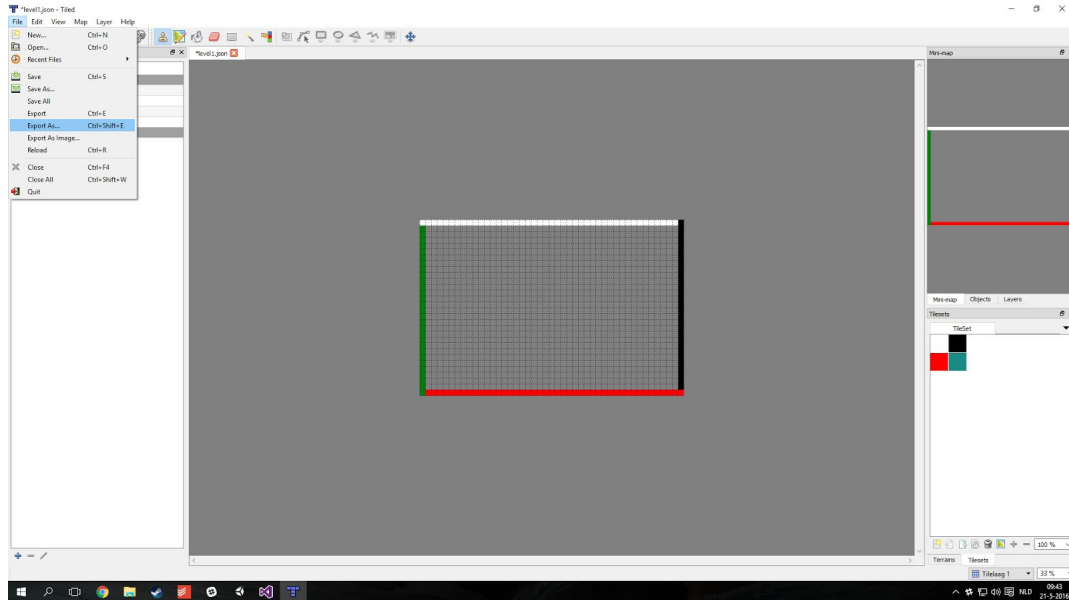 *level1.json - Tiled
File Edit View Map Layer Help
New... Ctrl+N
Open... Ctrl+O
Recent Files
Save Ctrl+S
Save As...
Save All
Export Ctrl+E
Export As... Ctrl+Shift+E
Export As Image...
Reload Ctrl+R
Close Ctrl+F4
Close All Ctrl+Shift+W
Quit
*level1.json
Mini-map
Mini-map Objects Layers
Tilesets
TileSet
100 %
Terrains Tilesets
Tilelaag 1 33 %
NLD
09:43
21-5-2016